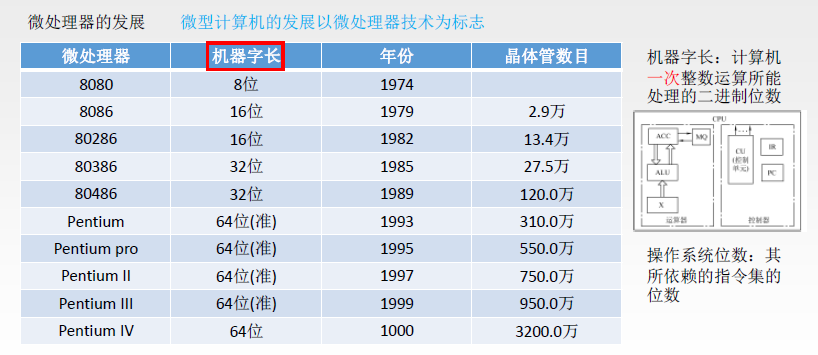 微处理器的发展 微型计算机的发展以微处理器技术为标志
微处理器 机器字长 年份 晶体管数目
8080 8位 1974
8086 16位 1979 2.9万
80286 16位 1982 13.4万
80386 32位 1985 27.5万
80486 32位 1989 120.0万
Pentium 64位(准) 1993 310.0万
Pentium pro 64位(准) 1995 550.0万
Pentium II 64位(准) 1997 750.0万
Pentium III 64位(准) 1999 950.0万
Pentium IV 64位 1000 3200.0万
机器字长：计算机
一次整数运算所能
处理的二进制位数
CPU
ACC
MQ
ALU
X
运算器
CU
(控制
单元)
IR
PC
控制器
操作系统位数：其
所依赖的指令集的
位数